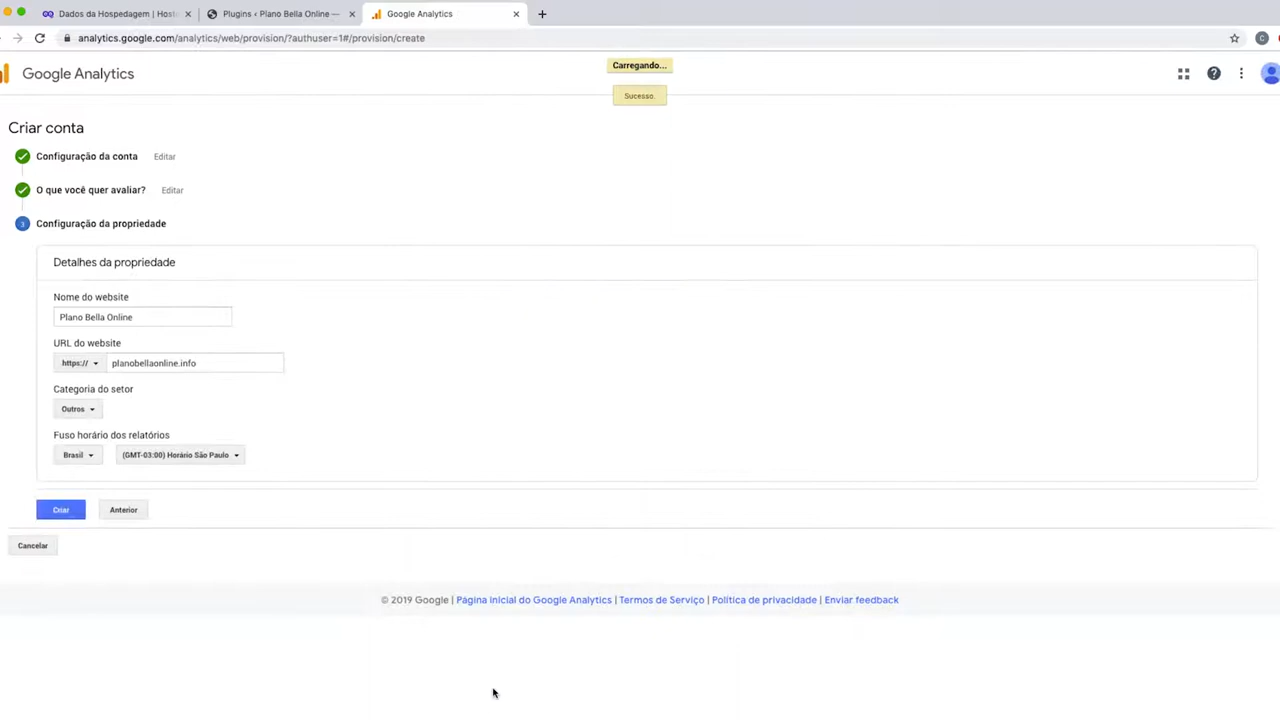 Dados da Hospedagem | Host
Plugins ‹ Plano Bella Online —
Google Analytics
analytics.google.com/analytics/web/provision/?authuser=1#/provision/create
C
Google Analytics
Carregando...
Sucesso.
Criar conta
Configuração da conta Editar
O que você quer avaliar? Editar
3 Configuração da propriedade
Detalhes da propriedade
Nome do website
Plano Bella Online
URL do website
https:// planobellaonline.info
Categoria do setor
Outros
Fuso horário dos relatórios
Brasil (GMT-03:00) Horário São Paulo
Criar Anterior
Cancelar
© 2019 Google | Página inicial do Google Analytics | Termos de Serviço | Política de privacidade | Enviar feedback